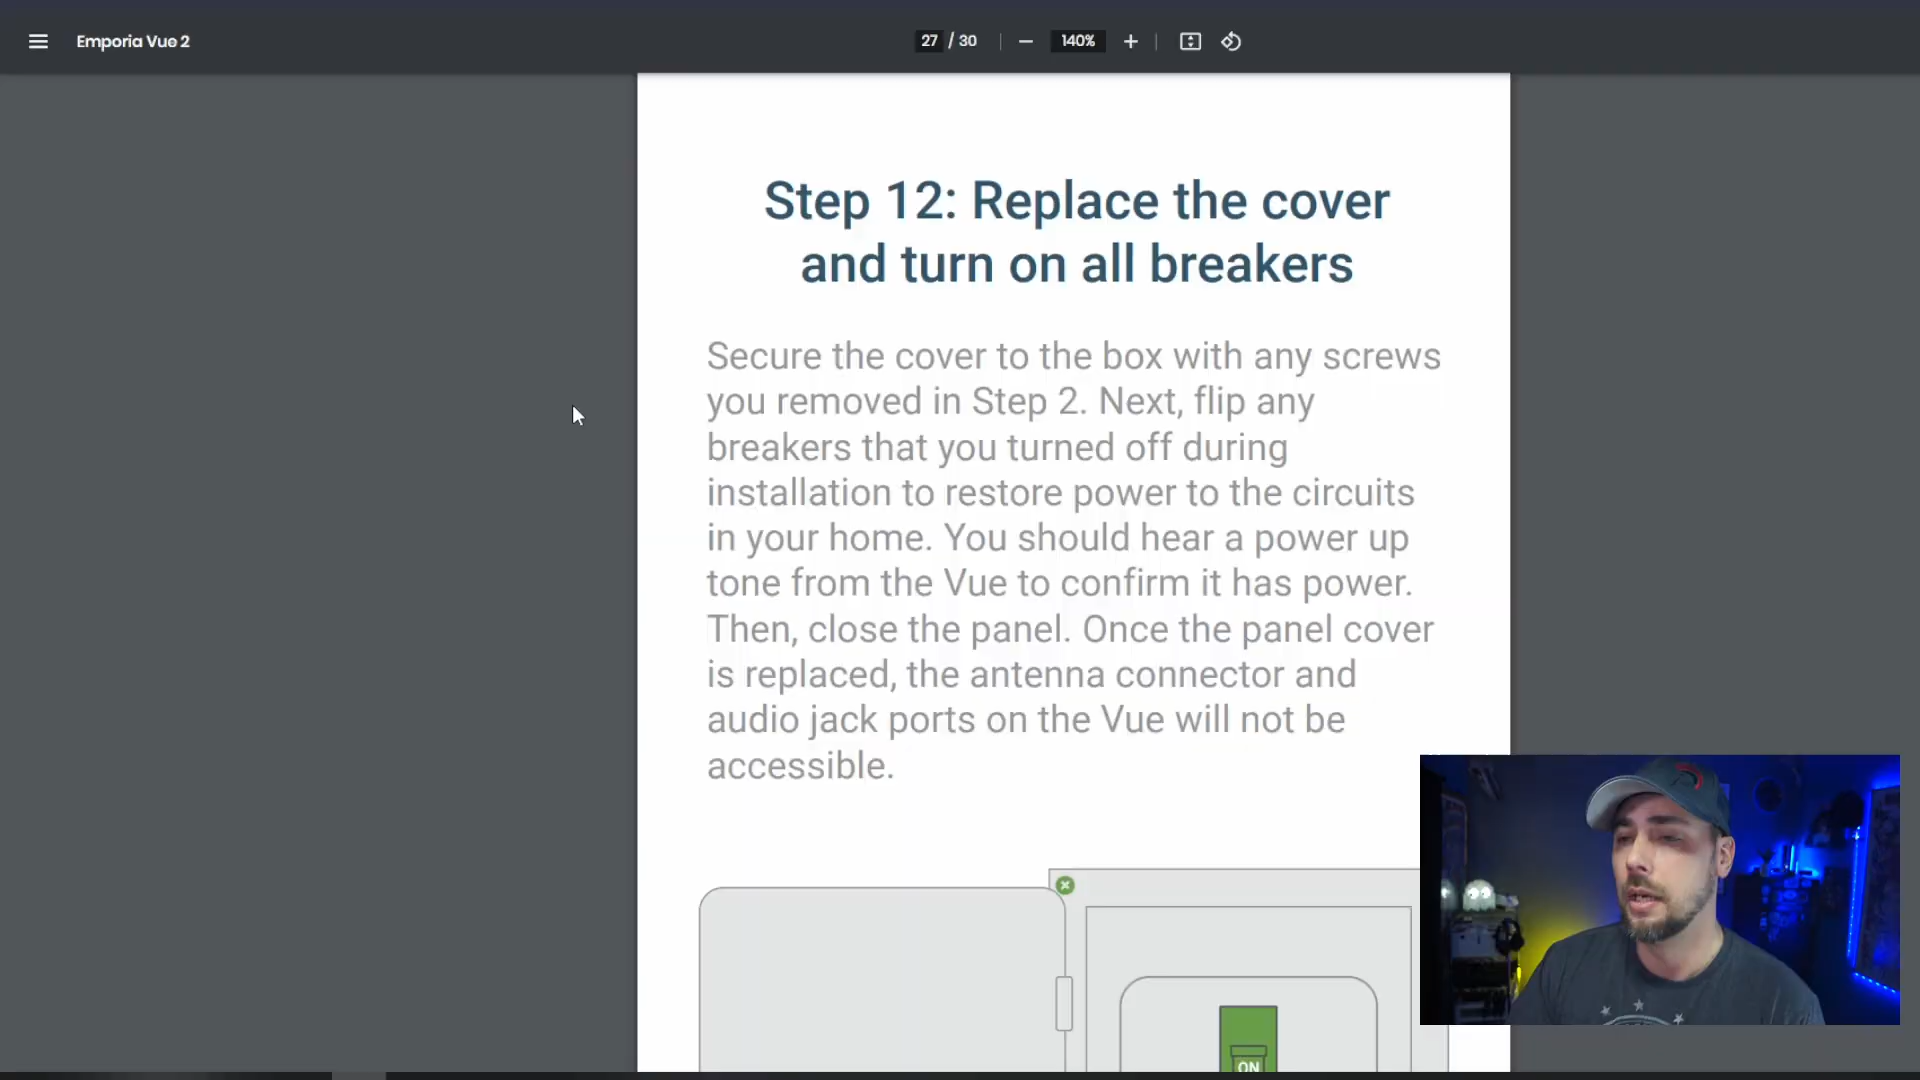 Emporia Vue 2
27 / 30
140%
Step 12: Replace the cover
and turn on all breakers
Secure the cover to the box with any screws
you removed in Step 2. Next, flip any
breakers that you turned off during
installation to restore power to the circuits
in your home. You should hear a power up
tone from the Vue to confirm it has power.
Then, close the panel. Once the panel cover
is replaced, the antenna connector and
audio jack ports on the Vue will not be
accessible.
ON